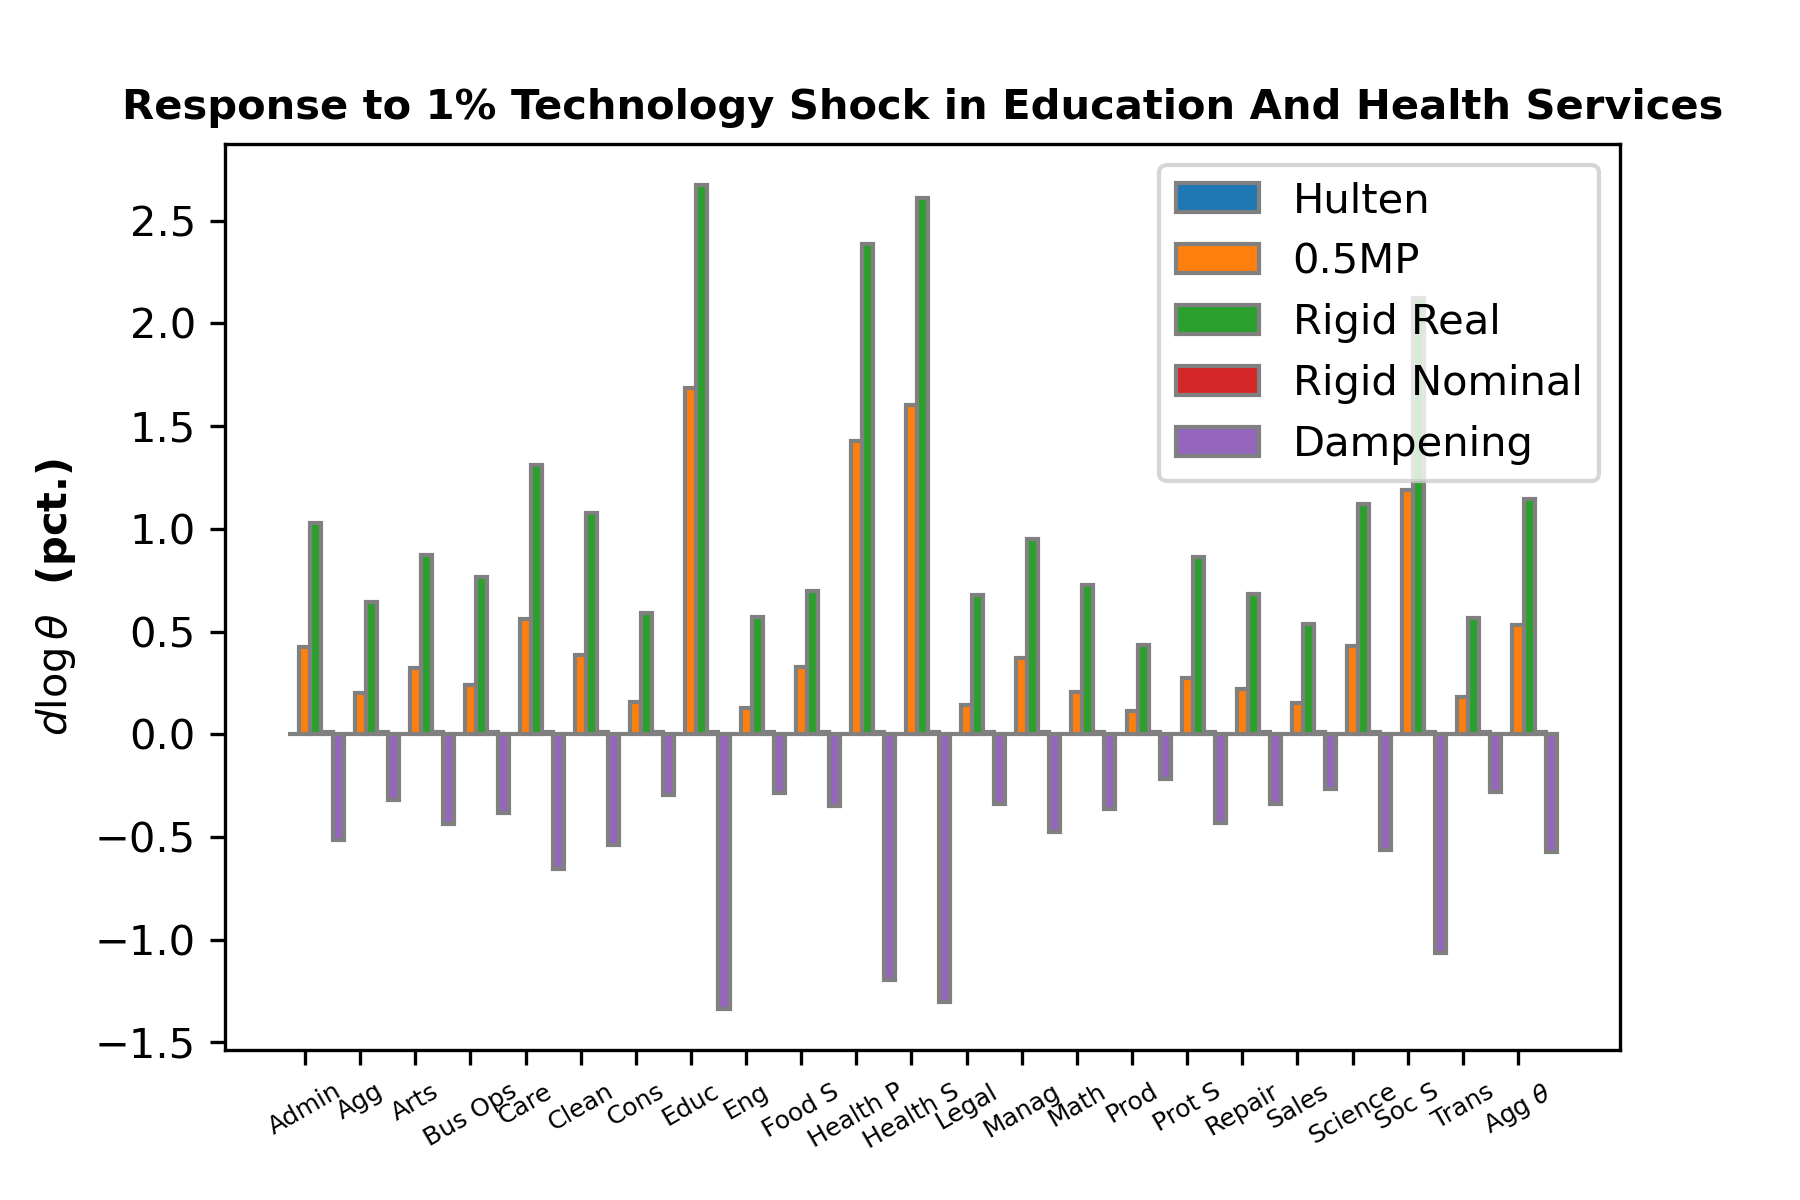 Response to 1% Technology Shock in Education And Health Services
Hulten
0.5MP
Rigid Real
Rigid Nominal
Dampening
d log θ (pct.)
2.5
2.0
1.5
1.0
0.5
0.0
−0.5
−1.0
−1.5
Admin
Agg
Arts
Bus Ops
Care
Clean
Cons
Educ
Eng
Food S
Health P
Health S
Legal
Manag
Math
Prod
Prot S
Repair
Sales
Science
Soc S
Trans
Agg θ